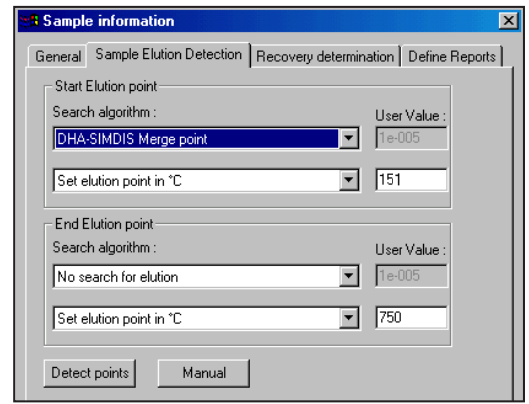 Sample information
General Sample Elution Detection Recovery determination Define Reports
Start Elution point
Search algorithm : User Value :
DHA-SIMDIS Merge point 1e-005
Set elution point in °C 151
End Elution point
Search algorithm : User Value :
No search for elution 1e-005
Set elution point in °C 750
Detect points Manual